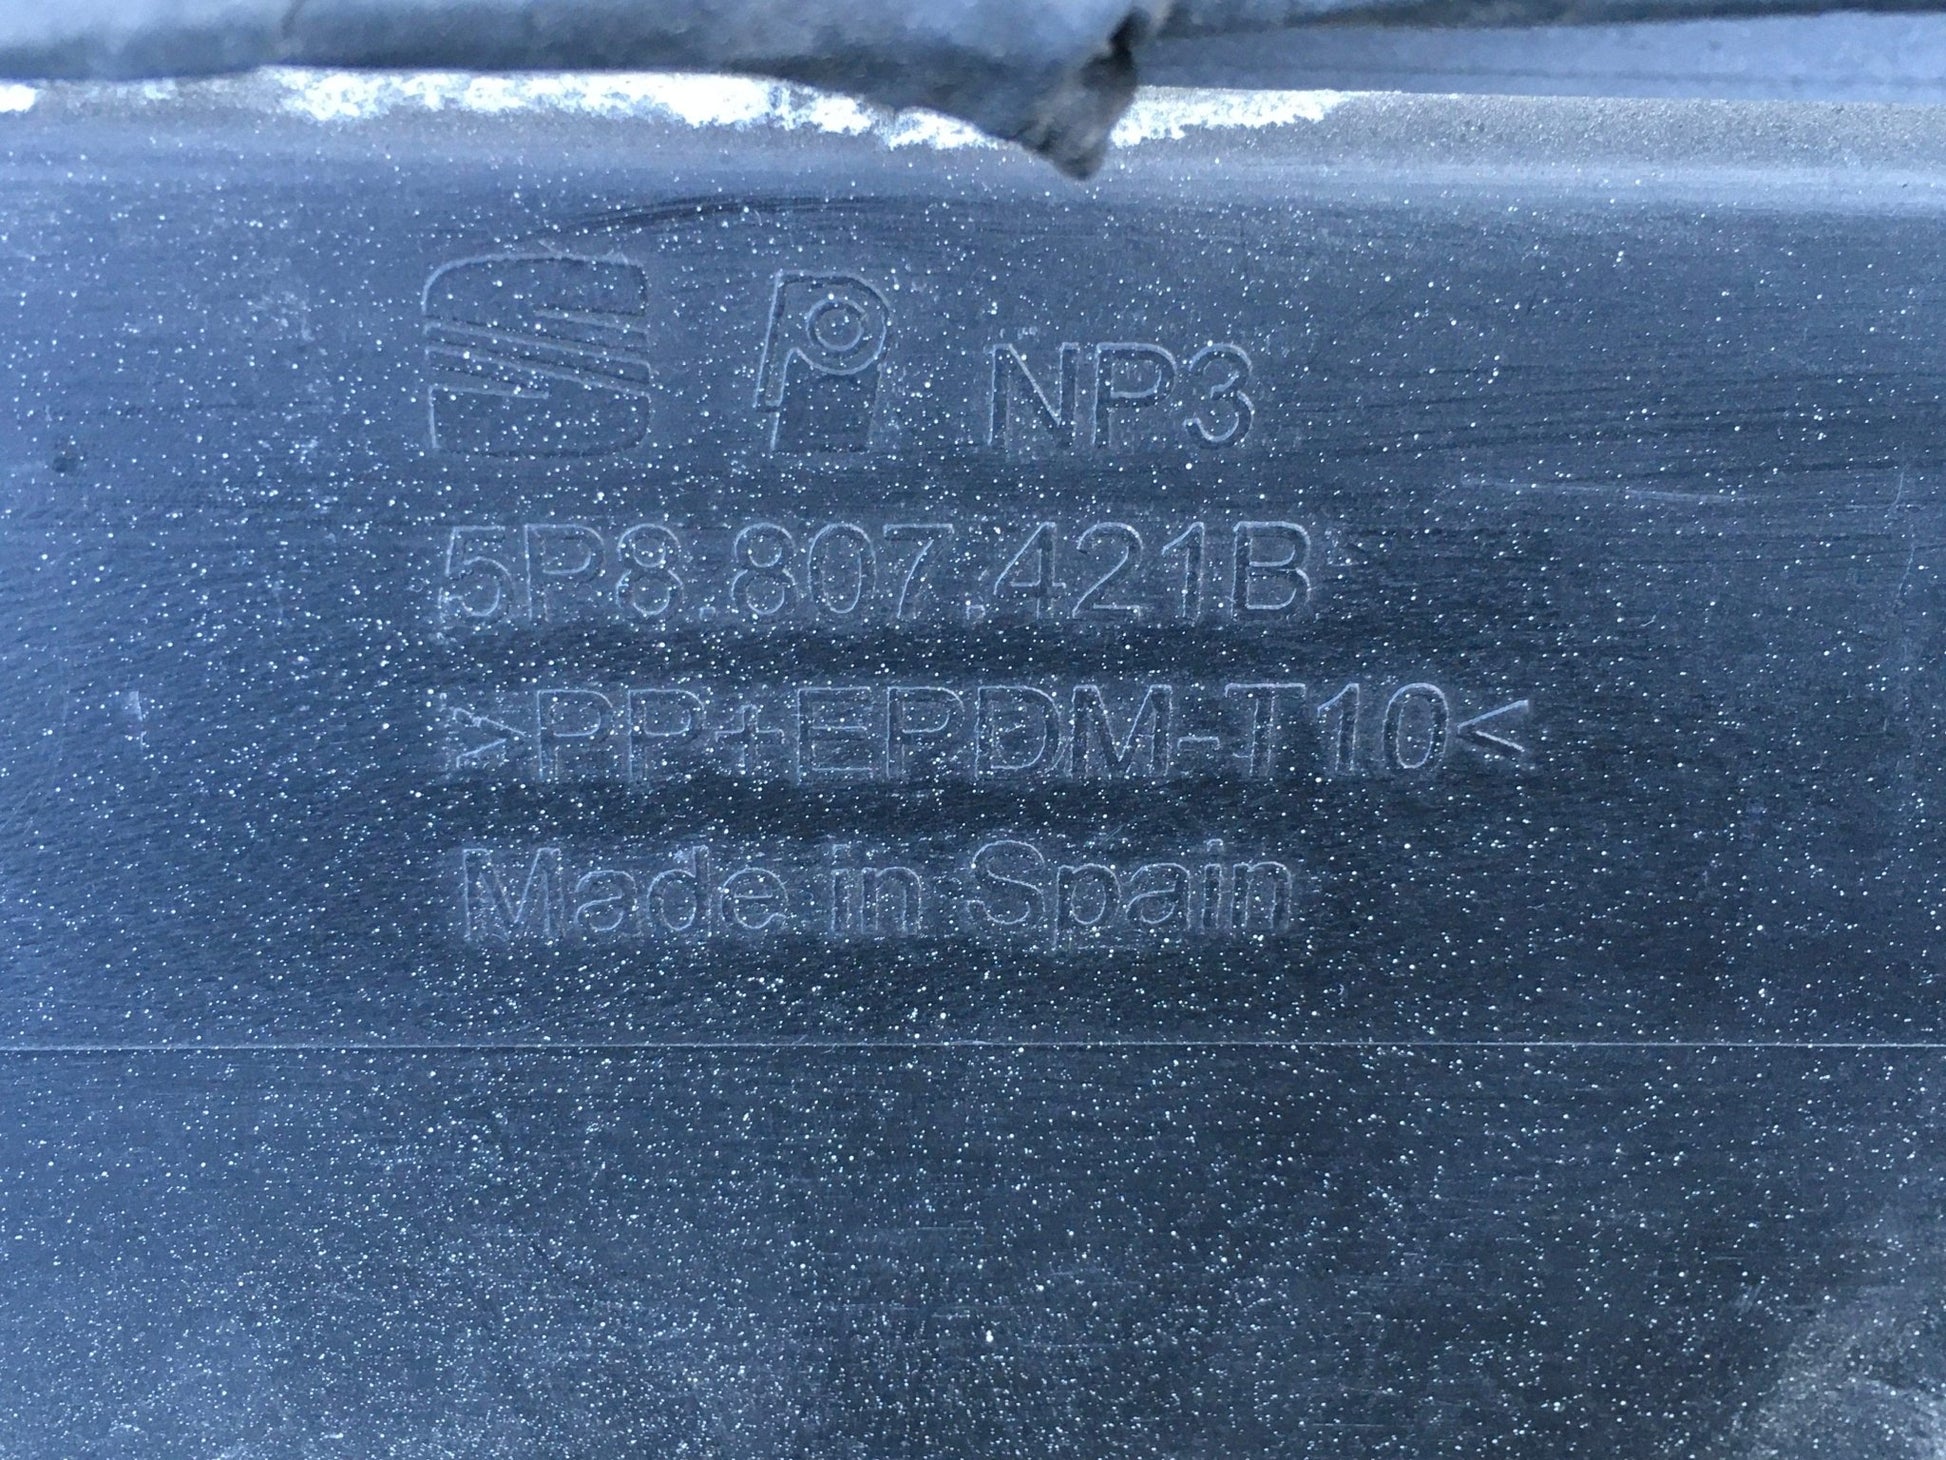 NP3
5P8.807.421B
>PP+EPDM-T10<
Made in Spain